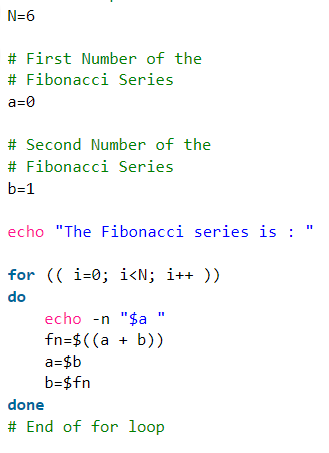 N=6
# First Number of the
# Fibonacci Series
a=0
# Second Number of the
# Fibonacci Series
b=1
echo "The Fibonacci series is : "
for (( i=0; i<N; i++ ))
do
    echo -n "$a "
    fn=$((a + b))
    a=$b
    b=$fn
done
# End of for loop